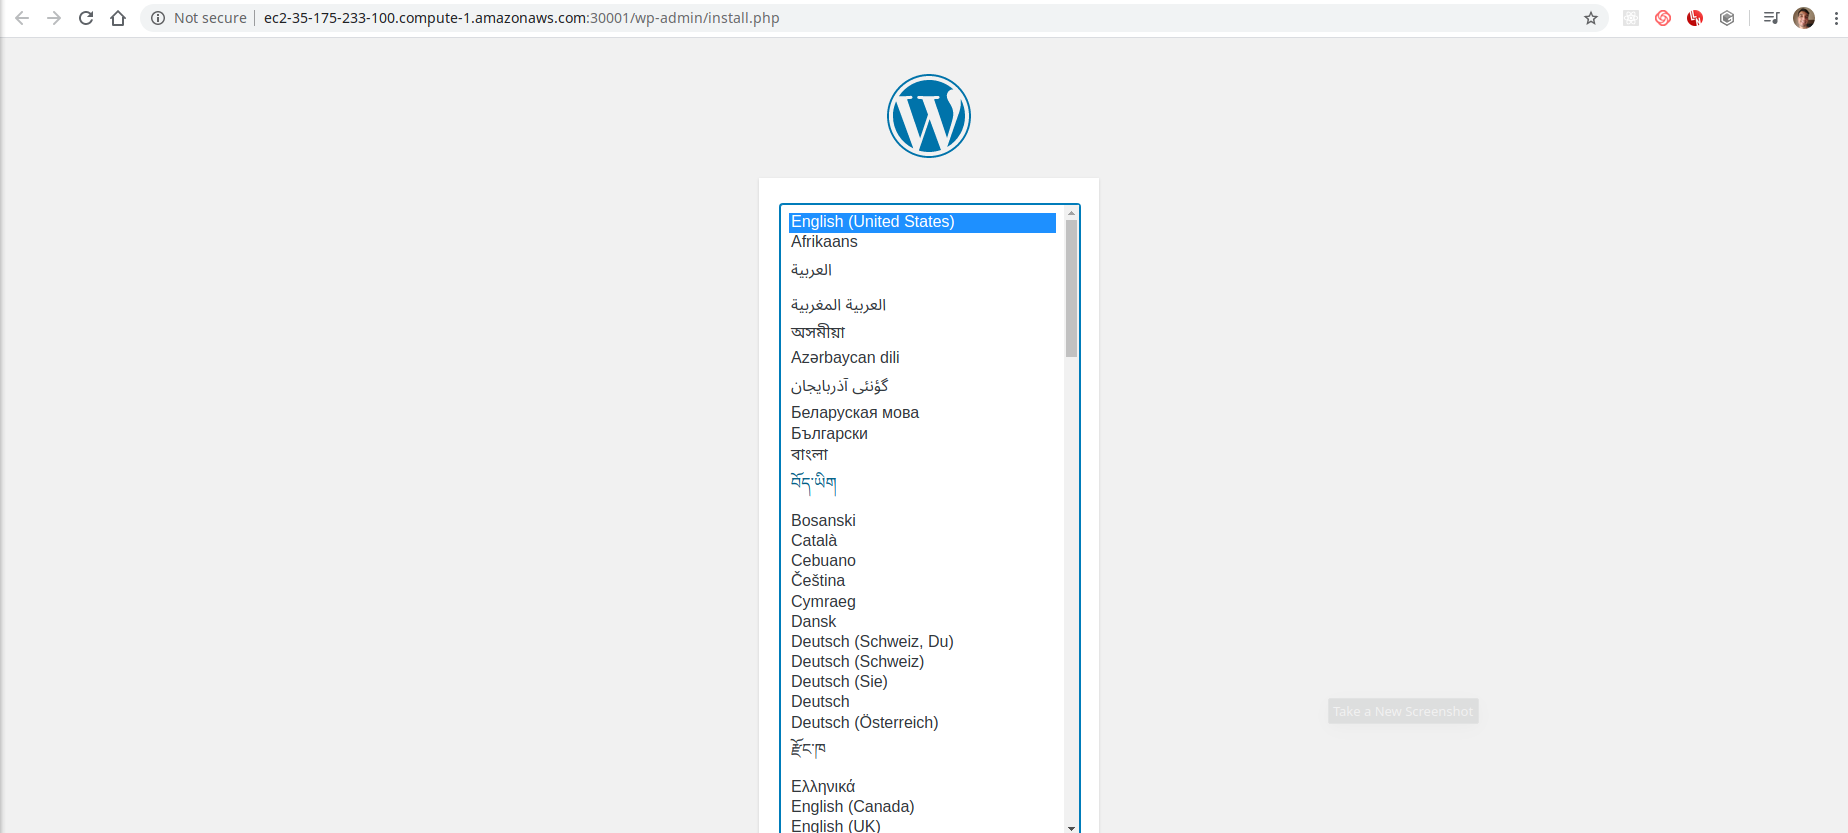 Not secure
ec2-35-175-233-100.compute-1.amazonaws.com:30001/wp-admin/install.php
English (United States)
Afrikaans
العربية
العربية المغربية
অসমীয়া
Azərbaycan dili
گؤنئی آذربایجان
Беларуская мова
Български
বাংলা
བོད་ཡིག
Bosanski
Català
Cebuano
Čeština
Cymraeg
Dansk
Deutsch (Schweiz, Du)
Deutsch (Schweiz)
Deutsch (Sie)
Deutsch
Deutsch (Österreich)
Take a New Screenshot
རྫོང་ཁ
Ελληνικά
English (Canada)
English (UK)